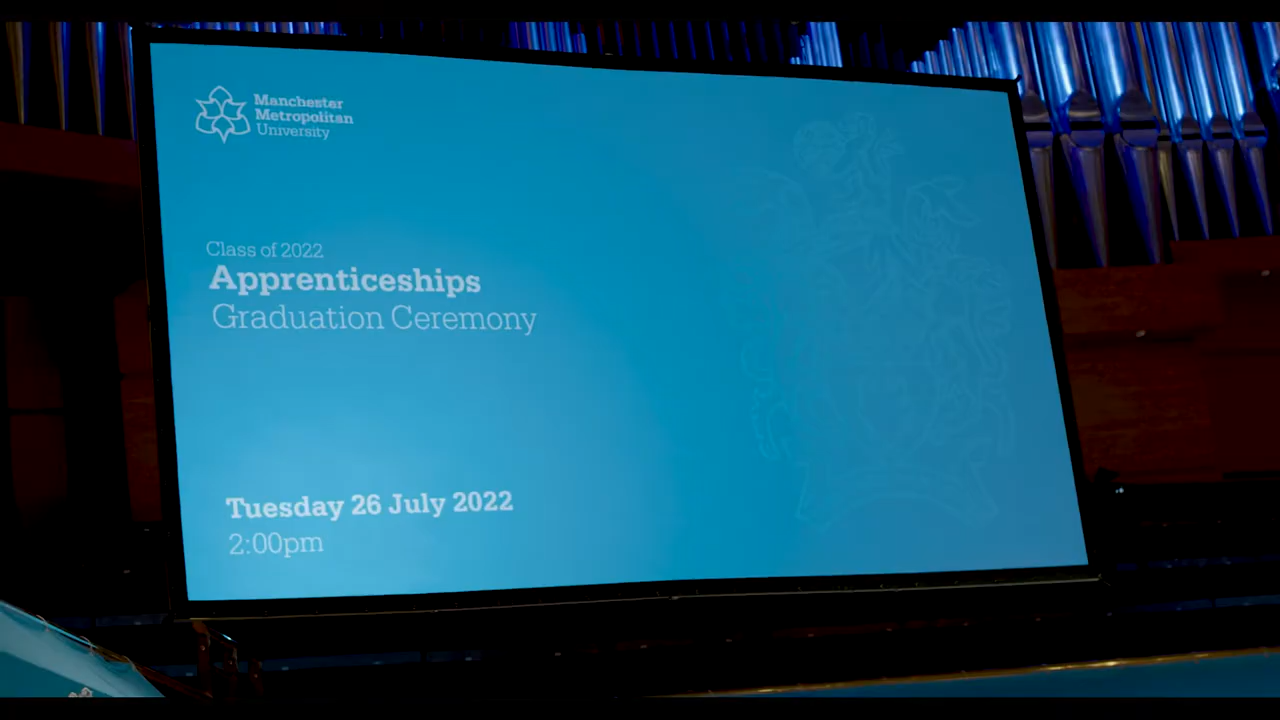 Manchester
Metropolitan
University
Class of 2022
Apprenticeships
Graduation Ceremony
Tuesday 26 July 2022
2:00pm